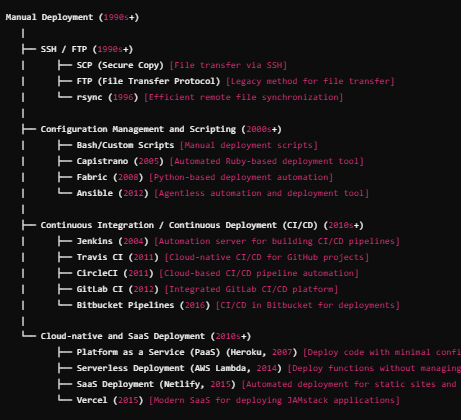 Manual Deployment (1990s+)
SSH / FTP (1990s+)
SCP (Secure Copy) [File transfer via SSH]
FTP (File Transfer Protocol) [Legacy method for file transfer]
rsync (1996) [Efficient remote file synchronization]
Configuration Management and Scripting (2000s+)
Bash/Custom Scripts [Manual deployment scripts]
Capistrano (2005) [Automated Ruby-based deployment tool]
Fabric (2008) [Python-based deployment automation]
Ansible (2012) [Agentless automation and deployment tool]
Continuous Integration / Continuous Deployment (CI/CD) (2010s+)
Jenkins (2004) [Automation server for building CI/CD pipelines]
Travis CI (2011) [Cloud-native CI/CD for GitHub projects]
CircleCI (2011) [Cloud-based CI/CD pipeline automation]
GitLab CI (2012) [Integrated GitLab CI/CD platform]
Bitbucket Pipelines (2016) [CI/CD in Bitbucket for deployments]
Cloud-native and SaaS Deployment (2010s+)
Platform as a Service (PaaS) (Heroku, 2007) [Deploy code with minimal confi
Serverless Deployment (AWS Lambda, 2014) [Deploy functions without managing
SaaS Deployment (Netlify, 2015) [Automated deployment for static sites and
Vercel (2015) [Modern SaaS for deploying JAMstack applications]